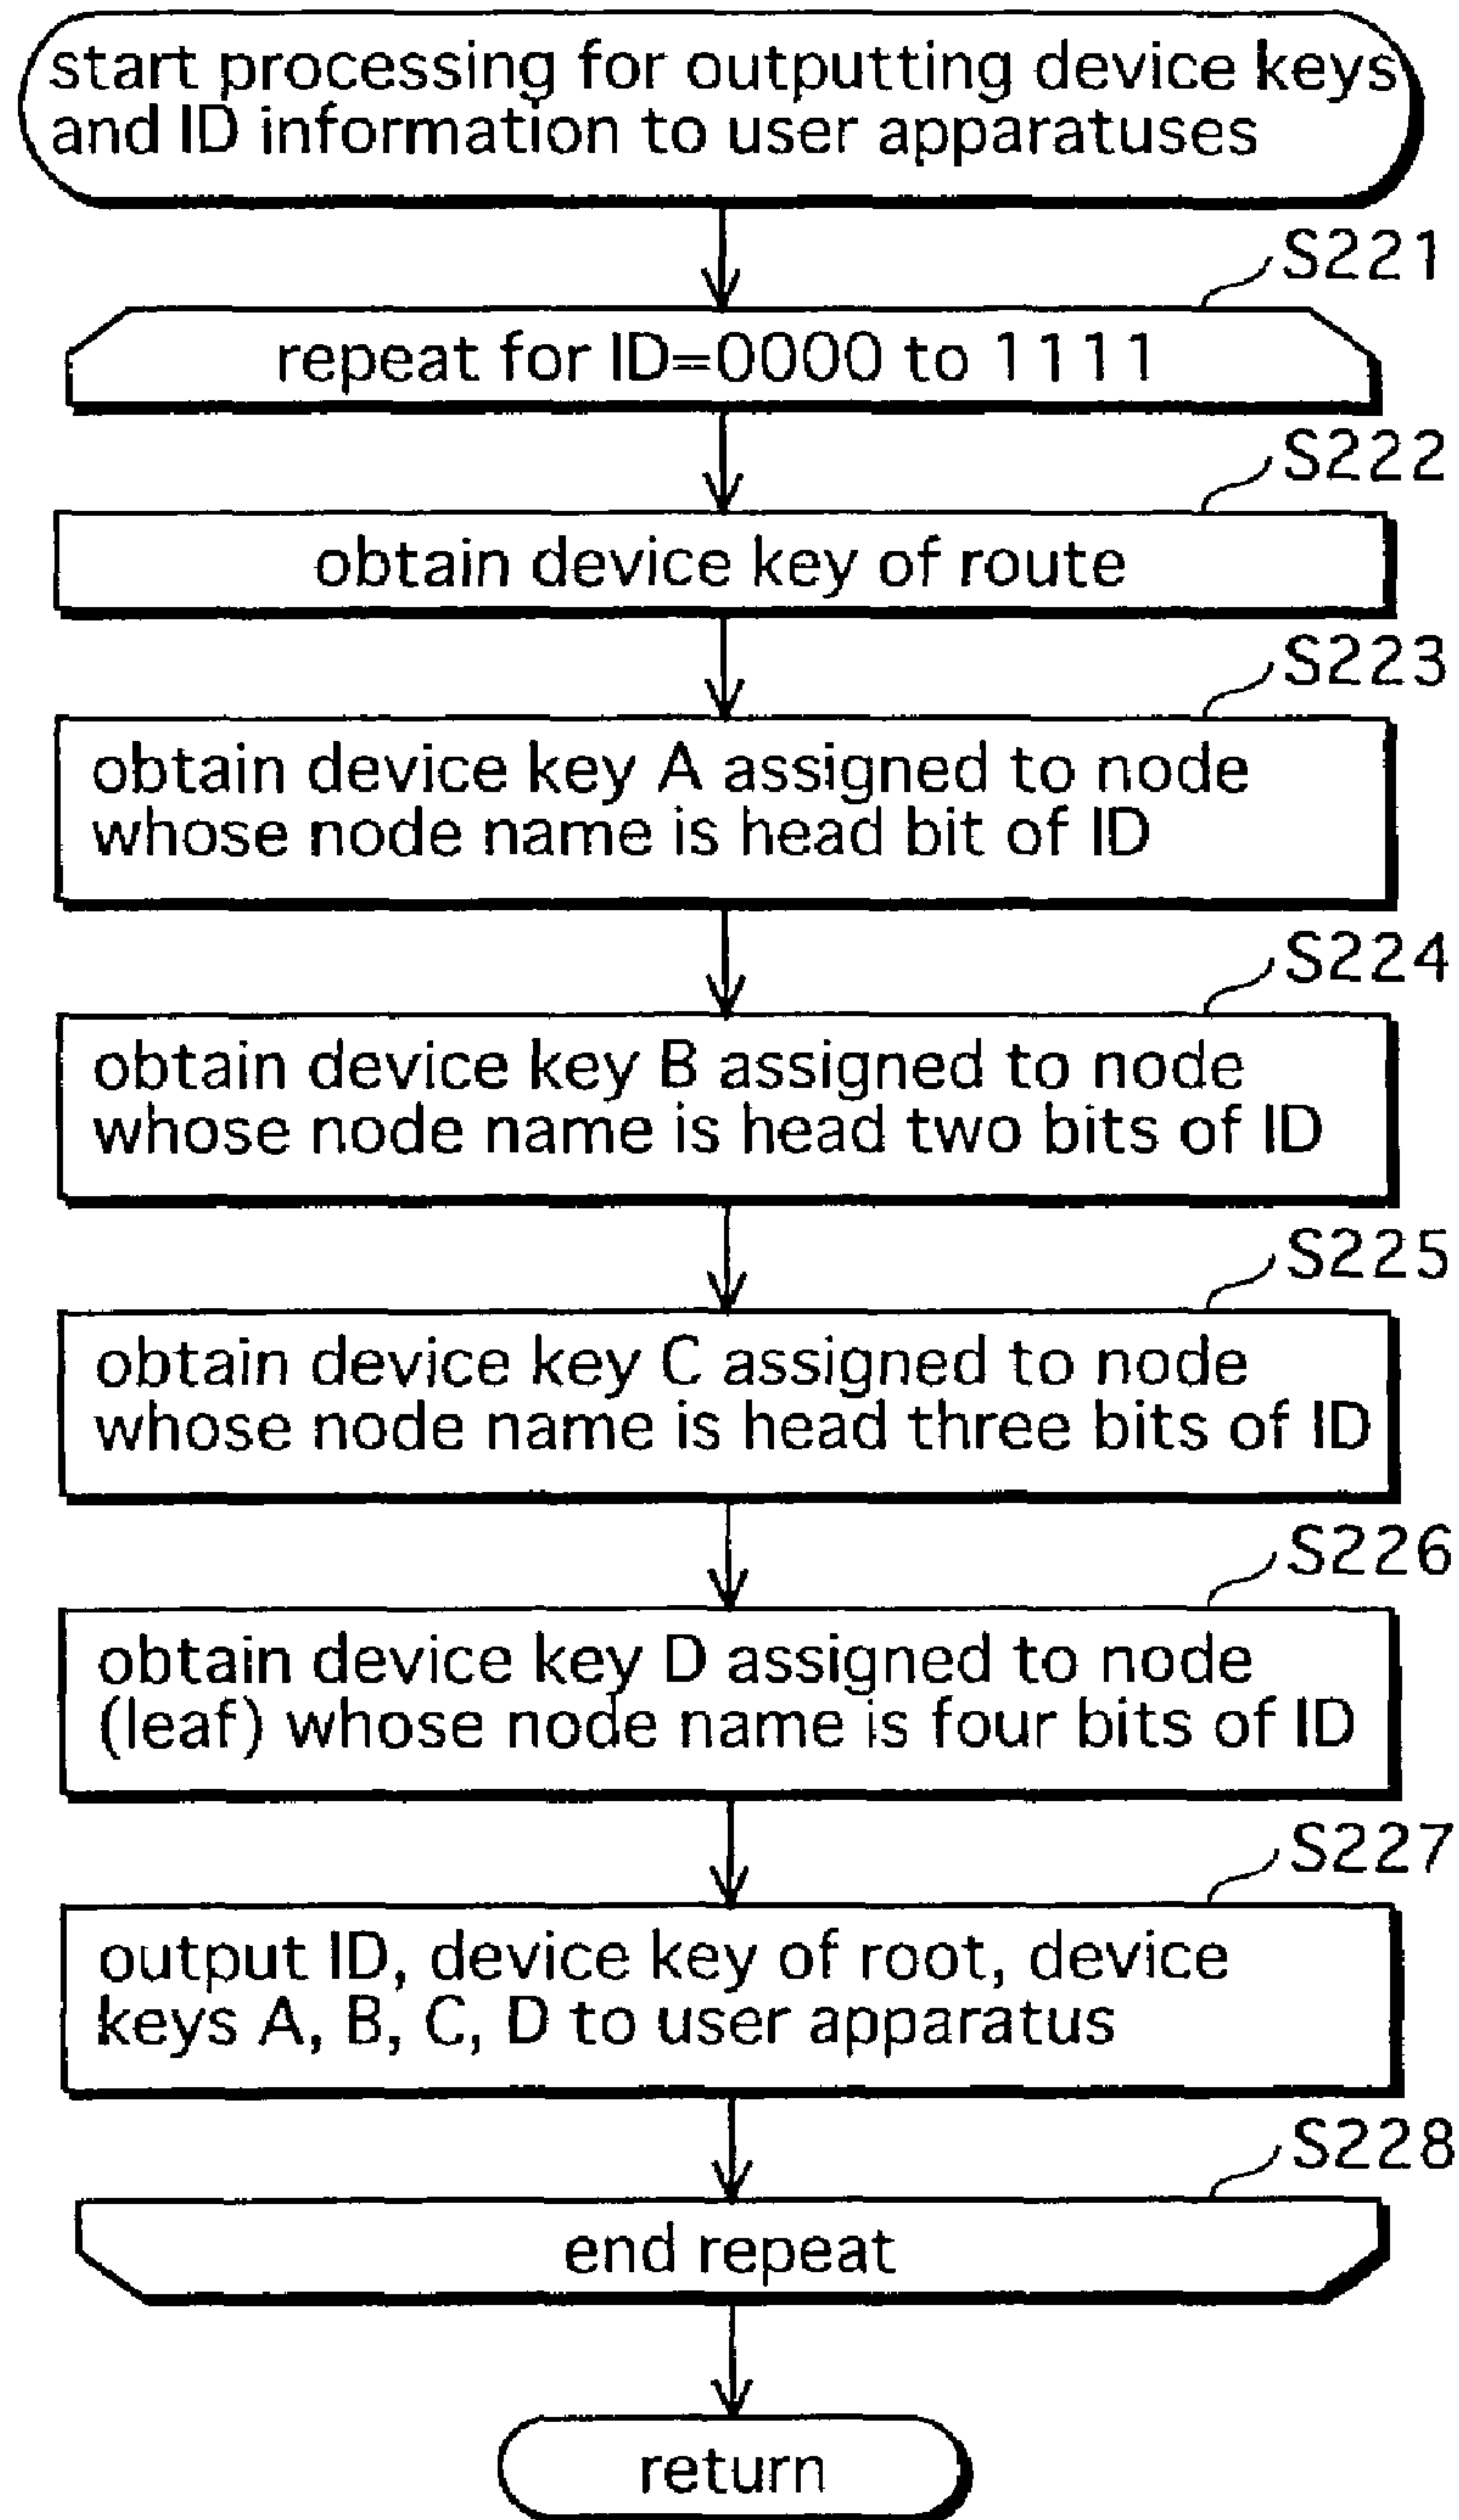 start processing for outputting device keys
and ID information to user apparatuses
S221
repeat for ID=0000 to 1111
S222
obtain device key of route
S223
obtain device key A assigned to node
whose node name is head bit of ID
S224
obtain device key B assigned to node
whose node name is head two bits of ID
S225
obtain device key C assigned to node
whose node name is head three bits of ID
S226
obtain device key D assigned to node
(leaf) whose node name is four bits of ID
S227
output ID, device key of root, device
keys A, B, C, D to user apparatus
S228
end repeat
return